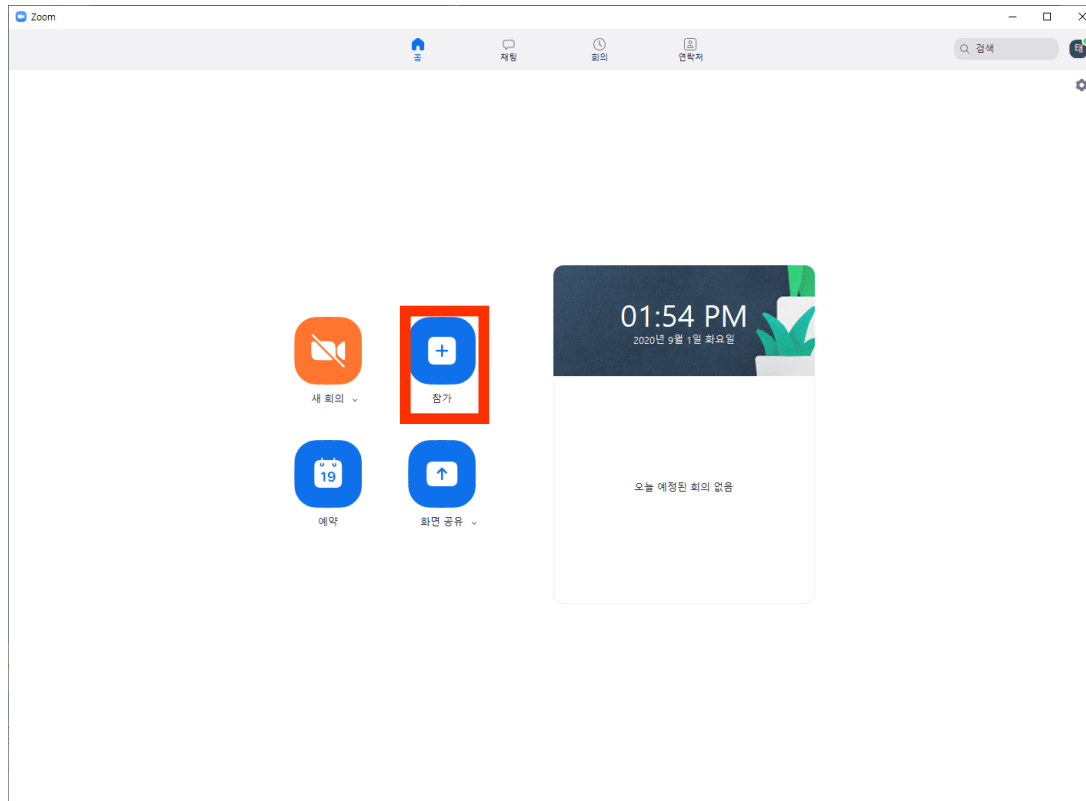 Zoom
홈
채팅
회의
연락처
검색
태
01:54 PM
2020년 9월 1일 화요일
새 회의
참가
19
예약
화면 공유
오늘 예정된 회의 없음